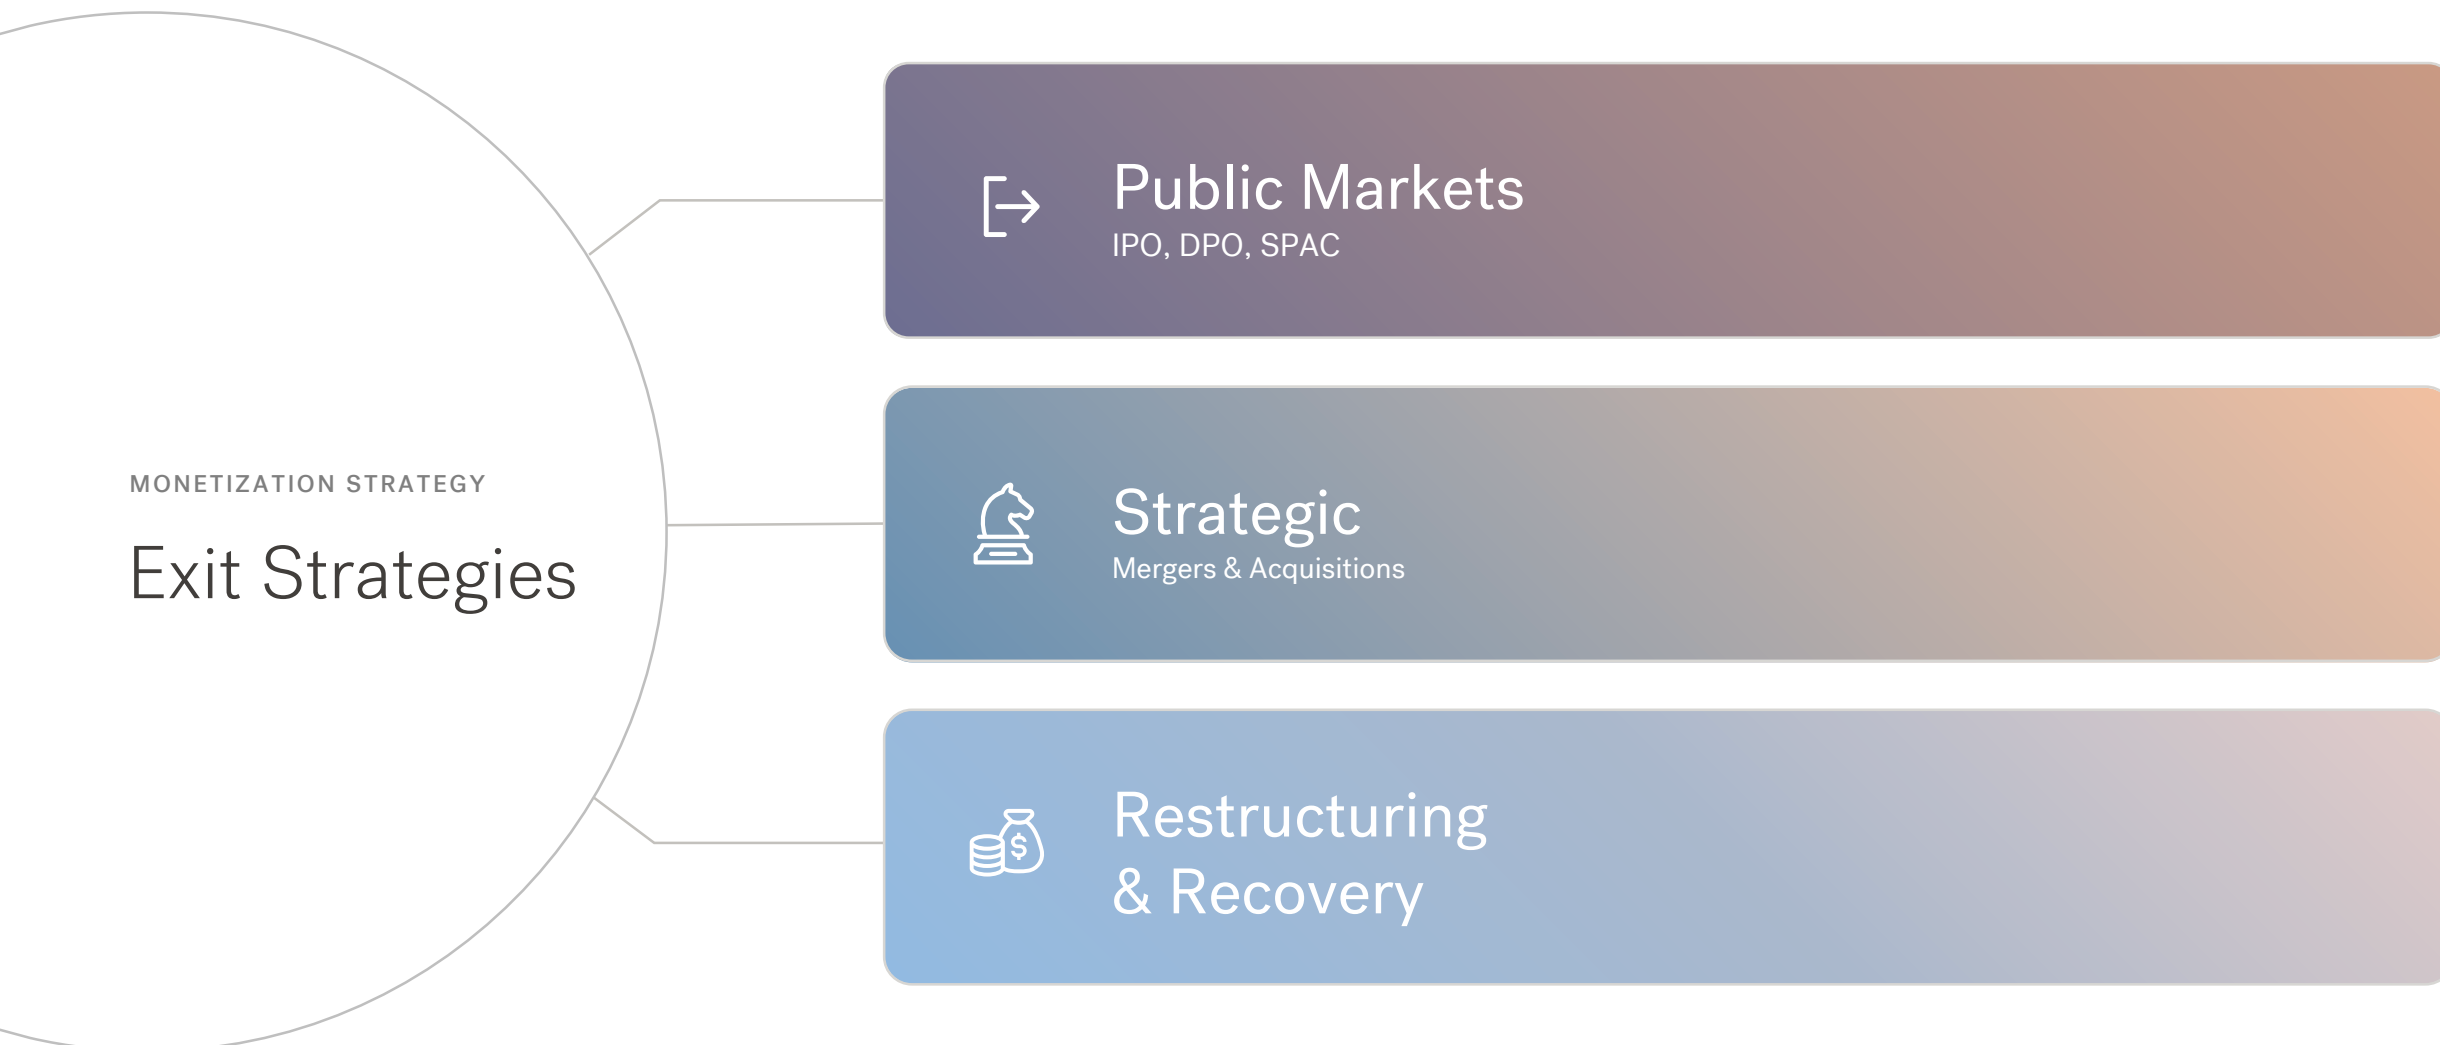 MONETIZATION STRATEGY
Exit Strategies
Public Markets
IPO, DPO, SPAC
Strategic
Mergers & Acquisitions
Restructuring
& Recovery
$